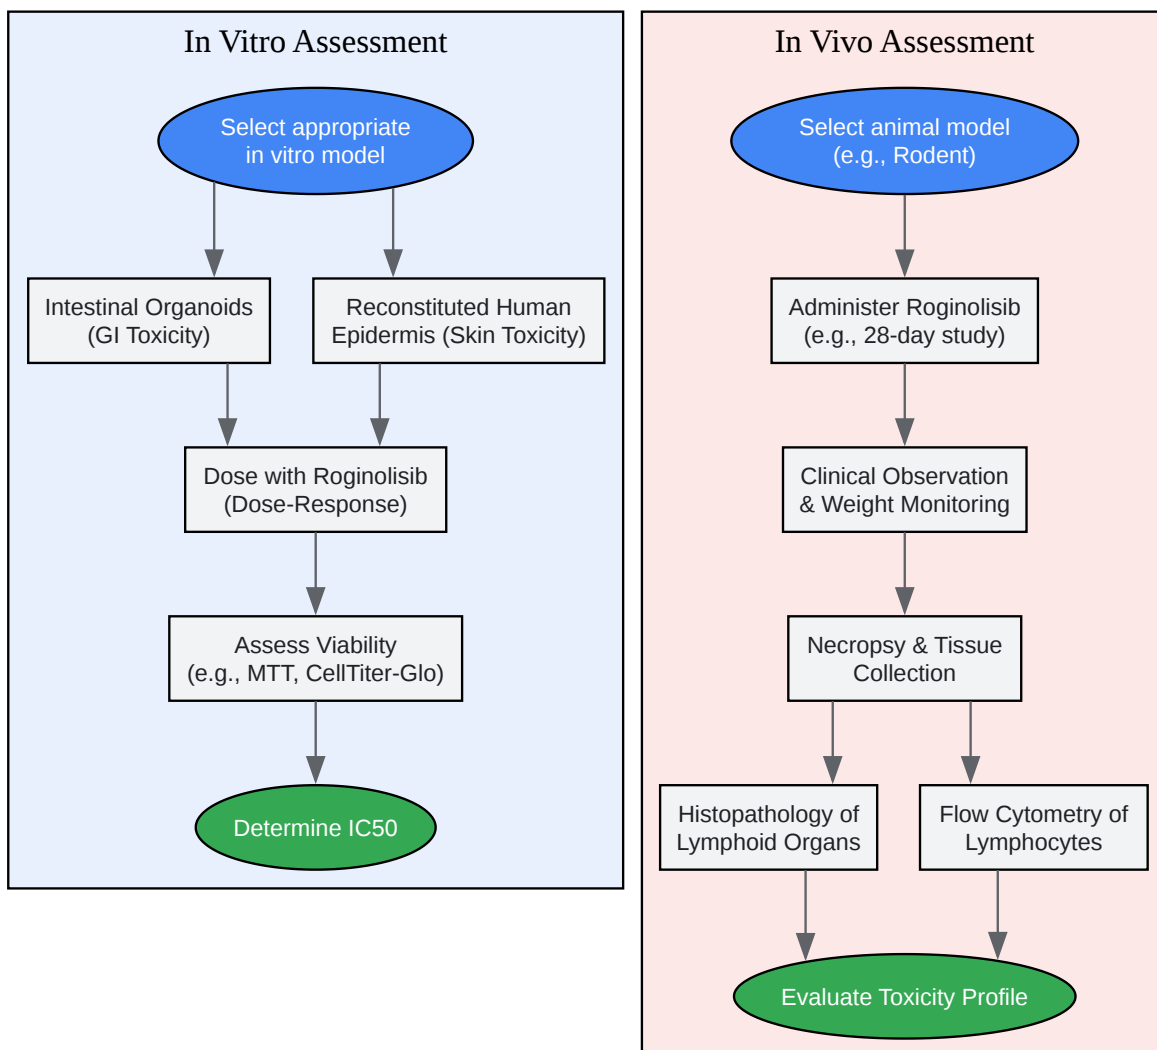 In Vitro Assessment
Select appropriate
in vitro model
Intestinal Organoids
(GI Toxicity)
Reconstituted Human
Epidermis (Skin Toxicity)
Dose with Roginolisib
(Dose-Response)
Assess Viability
(e.g., MTT, CellTiter-Glo)
Determine IC50
In Vivo Assessment
Select animal model
(e.g., Rodent)
Administer Roginolisib
(e.g., 28-day study)
Clinical Observation
& Weight Monitoring
Necropsy & Tissue
Collection
Histopathology of
Lymphoid Organs
Flow Cytometry of
Lymphocytes
Evaluate Toxicity Profile